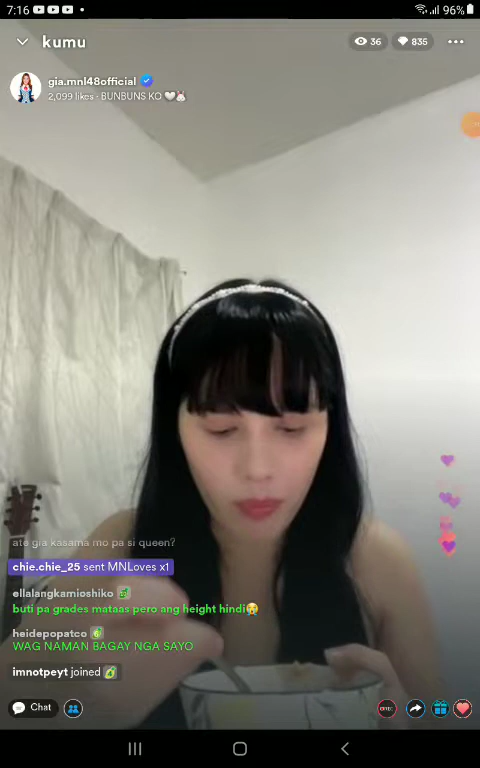 7:16
96%
kumu
36
835
gia.mnl48official
2,099 likes · BUNBUNS KO
ate gia kasama mo pa si queen?
chie.chie_25 sent MNLoves x1
ellalangkamioshiko
buti pa grades mataas pero ang height hindi😭
heidepopatco
WAG NAMAN BAGAY NGA SAYO
imnotpeyt joined
Chat